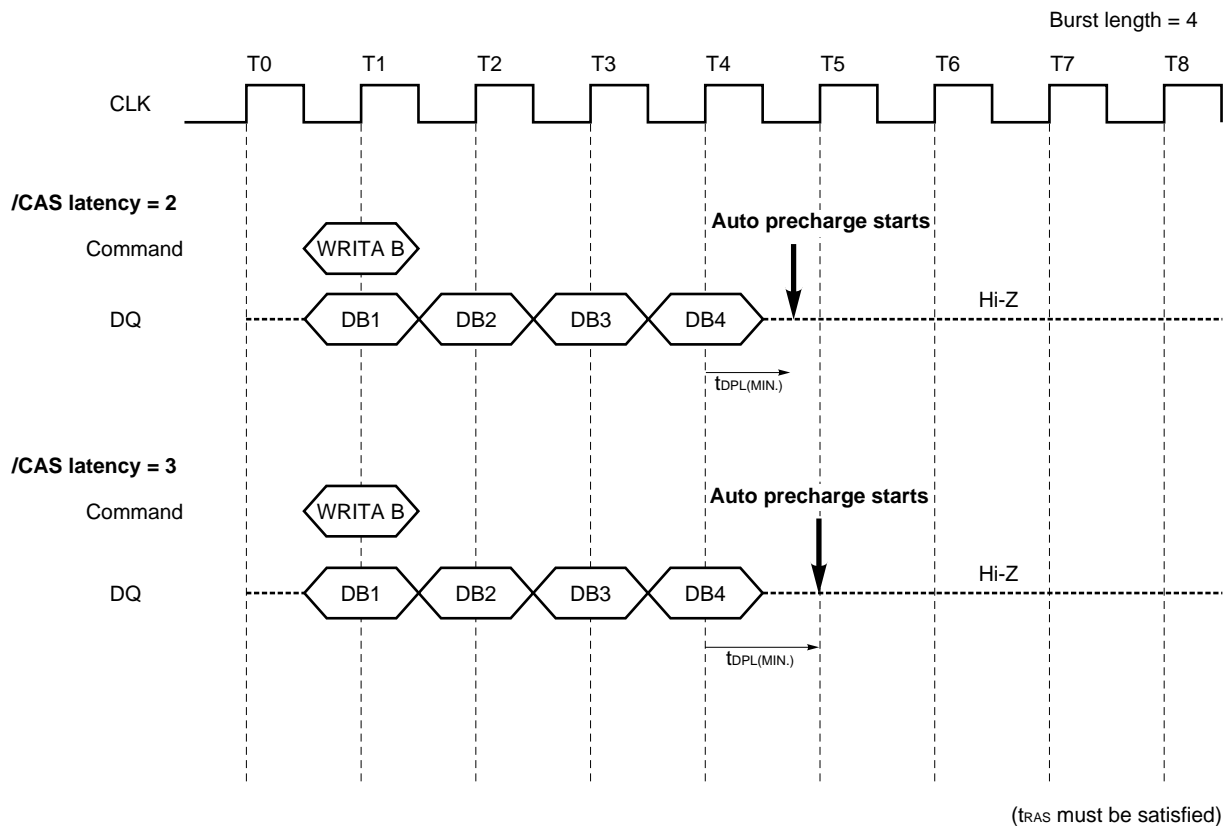 Burst length = 4
T0 T1 T2 T3 T4 T5 T6 T7 T8
CLK
/CAS latency = 2
Auto precharge starts
Command WRITA B
Hi-Z
DQ DB1 DB2 DB3 DB4
tDPL(MIN.)
/CAS latency = 3
Auto precharge starts
Command WRITA B
Hi-Z
DQ DB1 DB2 DB3 DB4
tDPL(MIN.)
(tRAS must be satisfied)